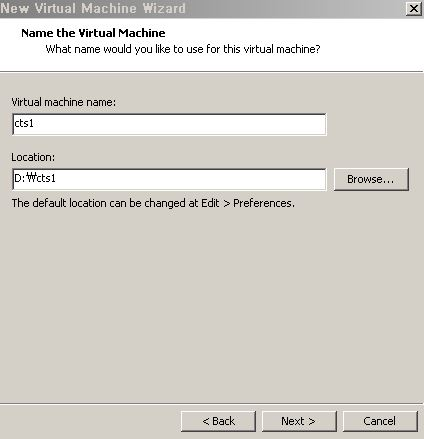 New Virtual Machine Wizard
Name the Virtual Machine
What name would you like to use for this virtual machine?
Virtual machine name:
cts1
Location:
D:₩cts1
Browse...
The default location can be changed at Edit > Preferences.
< Back
Next >
Cancel